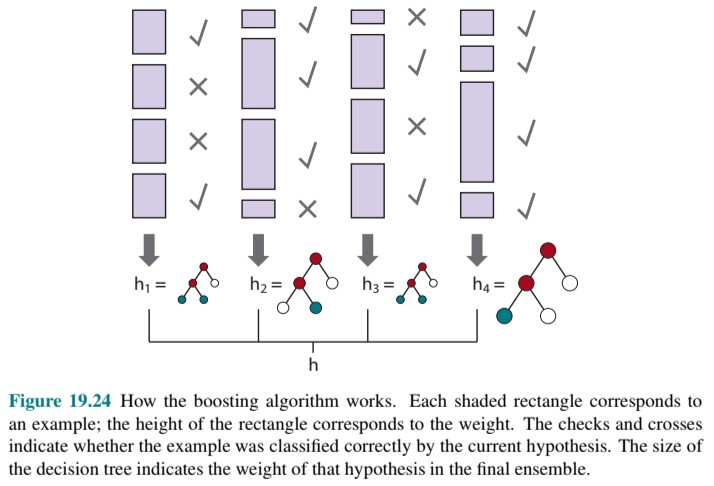 h₁ = h₂ = h₃ = h₄ =
h
Figure 19.24 How the boosting algorithm works. Each shaded rectangle corresponds to
an example; the height of the rectangle corresponds to the weight. The checks and crosses
indicate whether the example was classified correctly by the current hypothesis. The size of
the decision tree indicates the weight of that hypothesis in the final ensemble.